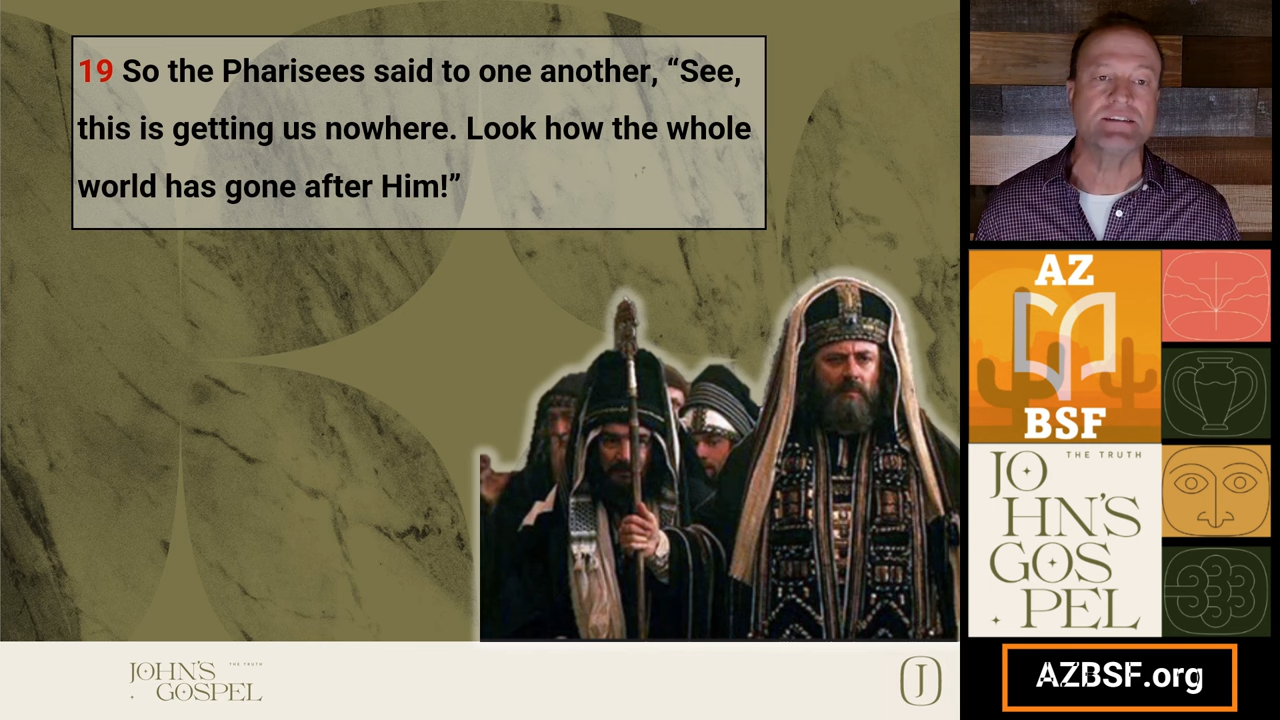 19 So the Pharisees said to one another, “See,
this is getting us nowhere. Look how the whole
world has gone after Him!”
AZ
BSF
THE TRUTH
JO
HN'S
GOS
PEL
AZBSF.org
JOHN'S
THE TRUTH
GOSPEL
J